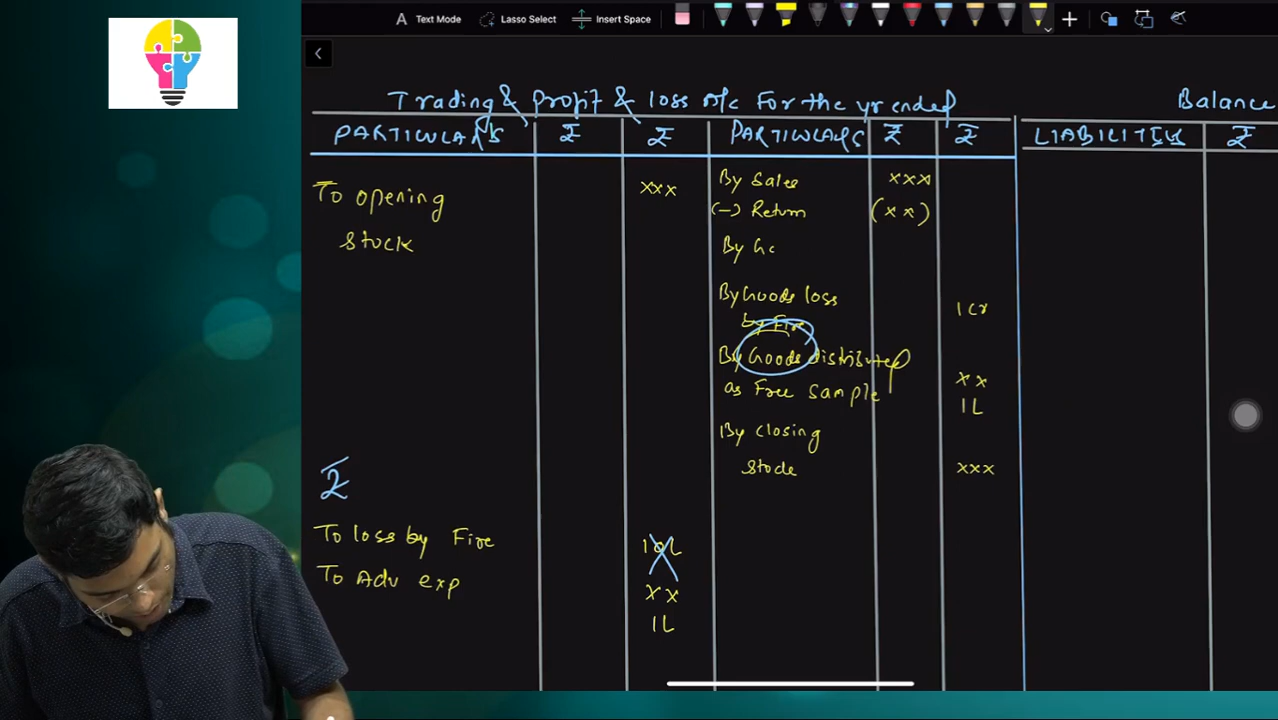 Text Mode
Lasso Select
Insert Space
Trading & profit & loss A/c For the yr ended
Balance
PARTICULARS ₹ ₹ PARTICULARS ₹ ₹ LIABILITIES ₹
To opening xxx
stock
By Sales xxx
(-) Return (xx)
By Gc
By Goods loss 1cr
by Fire
By Goods distributed
as Free Sample xx
1L
By closing
stock xxx
To loss by Fire 10L
To Adv exp xx
1L